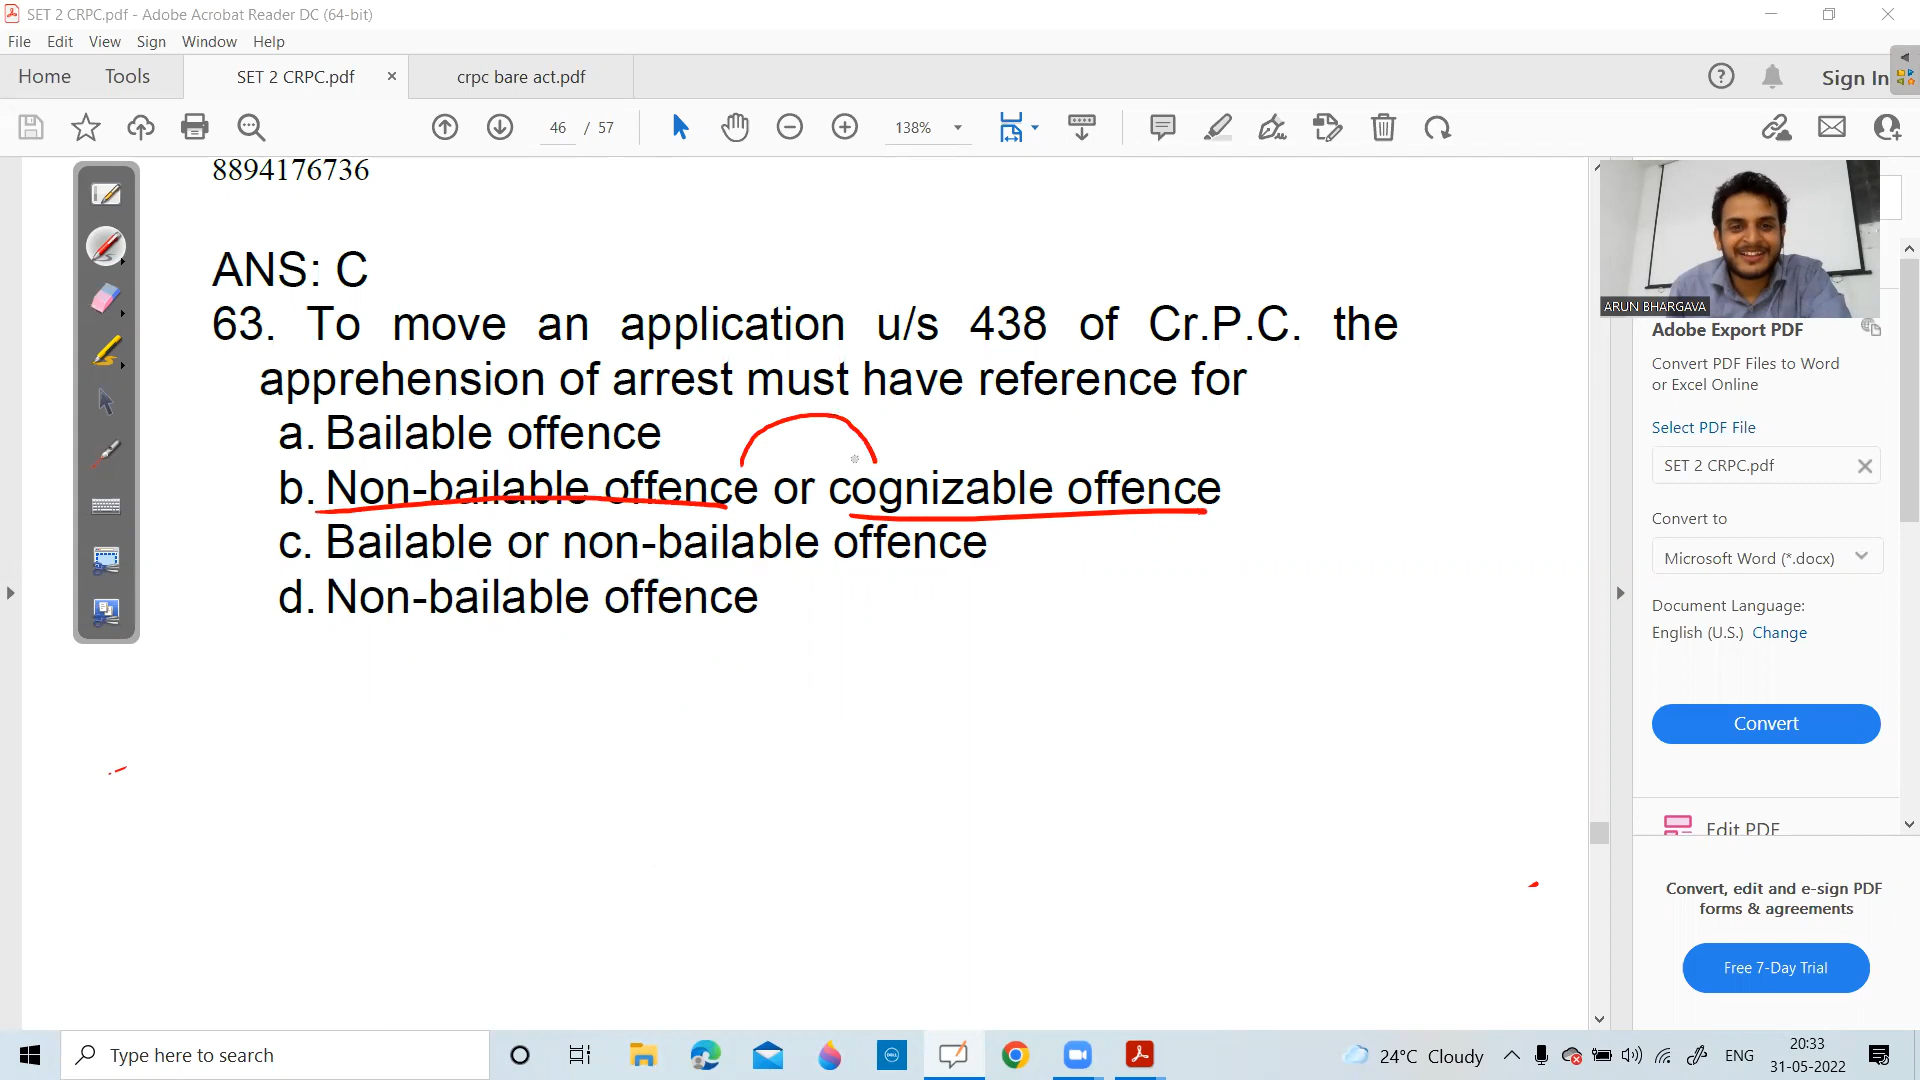 SET 2 CRPC.pdf - Adobe Acrobat Reader DC (64-bit)
File Edit View Sign Window Help
Home Tools SET 2 CRPC.pdf × crpc bare act.pdf Sign In
46 / 57 138%
8894176736
ANS: C
63. To move an application u/s 438 of Cr.P.C. the
apprehension of arrest must have reference for
a. Bailable offence
b. Non-bailable offence or cognizable offence
c. Bailable or non-bailable offence
d. Non-bailable offence
ARUN BHARGAVA
Adobe Export PDF
Convert PDF Files to Word
or Excel Online
Select PDF File
SET 2 CRPC.pdf
Convert to
Microsoft Word (*.docx)
Document Language:
English (U.S.) Change
Convert
Edit PDF
Convert, edit and e-sign PDF
forms & agreements
Free 7-Day Trial
Type here to search
DELL
24°C Cloudy
ENG
20:33
31-05-2022